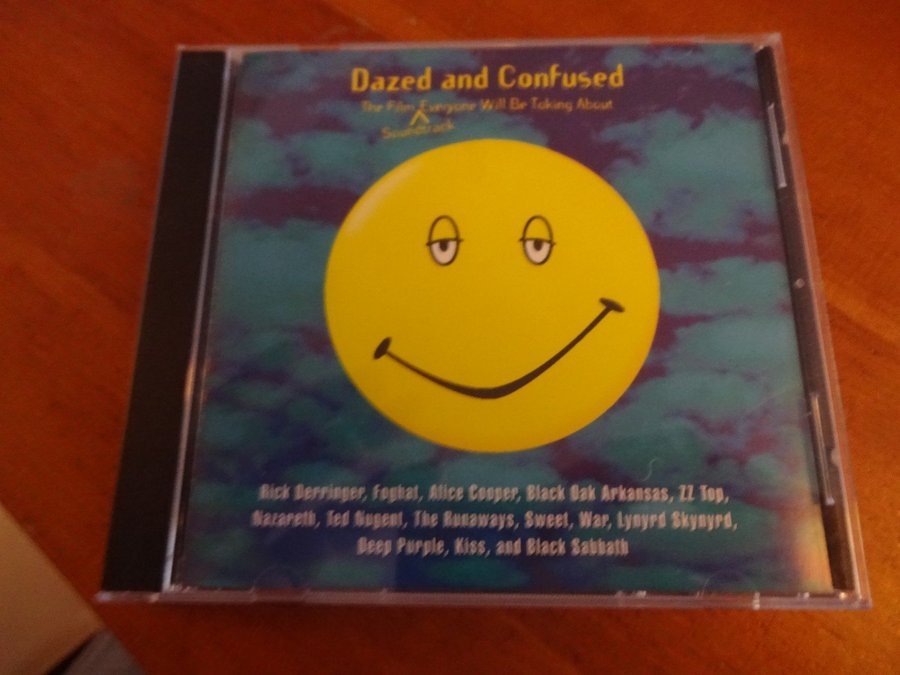 Dazed and Confused
The Film Everyone Will Be Toking About
Soundtrack
Rick Derringer, Foghat, Alice Cooper, Black Oak Arkansas, ZZ Top,
Nazareth, Ted Nugent, The Runaways, Sweet, War, Lynyrd Skynyrd,
Deep Purple, Kiss, and Black Sabbath